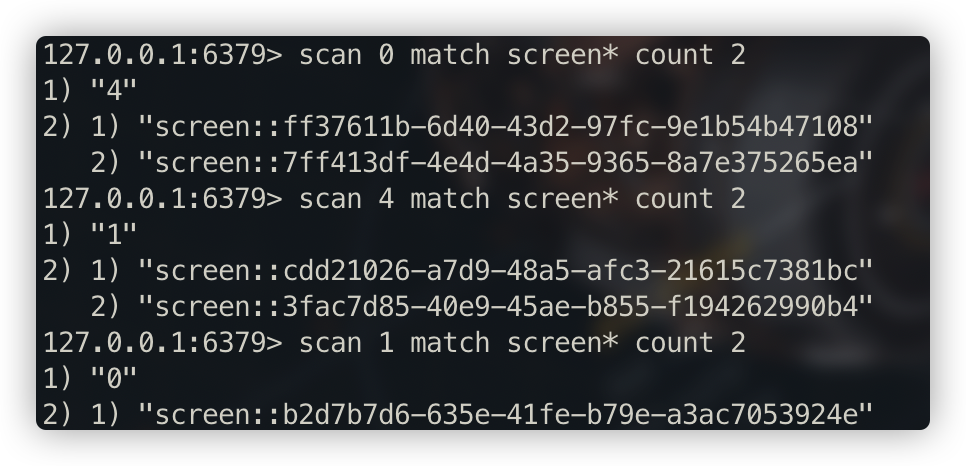 127.0.0.1:6379> scan 0 match screen* count 2
1) "4"
2) 1) "screen::ff37611b-6d40-43d2-97fc-9e1b54b47108"
   2) "screen::7ff413df-4e4d-4a35-9365-8a7e375265ea"
127.0.0.1:6379> scan 4 match screen* count 2
1) "1"
2) 1) "screen::cdd21026-a7d9-48a5-afc3-21615c7381bc"
   2) "screen::3fac7d85-40e9-45ae-b855-f194262990b4"
127.0.0.1:6379> scan 1 match screen* count 2
1) "0"
2) 1) "screen::b2d7b7d6-635e-41fe-b79e-a3ac7053924e"